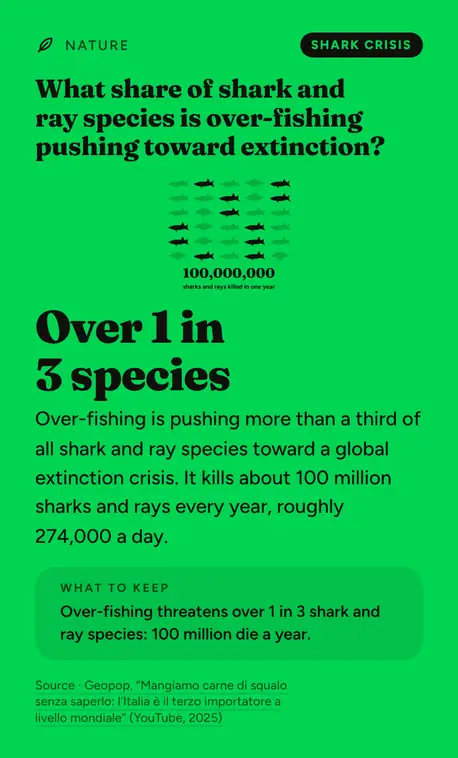 NATURE
SHARK CRISIS
What share of shark and
ray species is over-fishing
pushing toward extinction?
100,000,000
sharks and rays killed in one year
Over 1 in
3 species
Over-fishing is pushing more than a third of
all shark and ray species toward a global
extinction crisis. It kills about 100 million
sharks and rays every year, roughly
274,000 a day.
WHAT TO KEEP
Over-fishing threatens over 1 in 3 shark and
ray species: 100 million die a year.
Source · Geopop, “Mangiamo carne di squalo
senza saperlo: l’Italia è il terzo importatore a
livello mondiale” (YouTube, 2025)